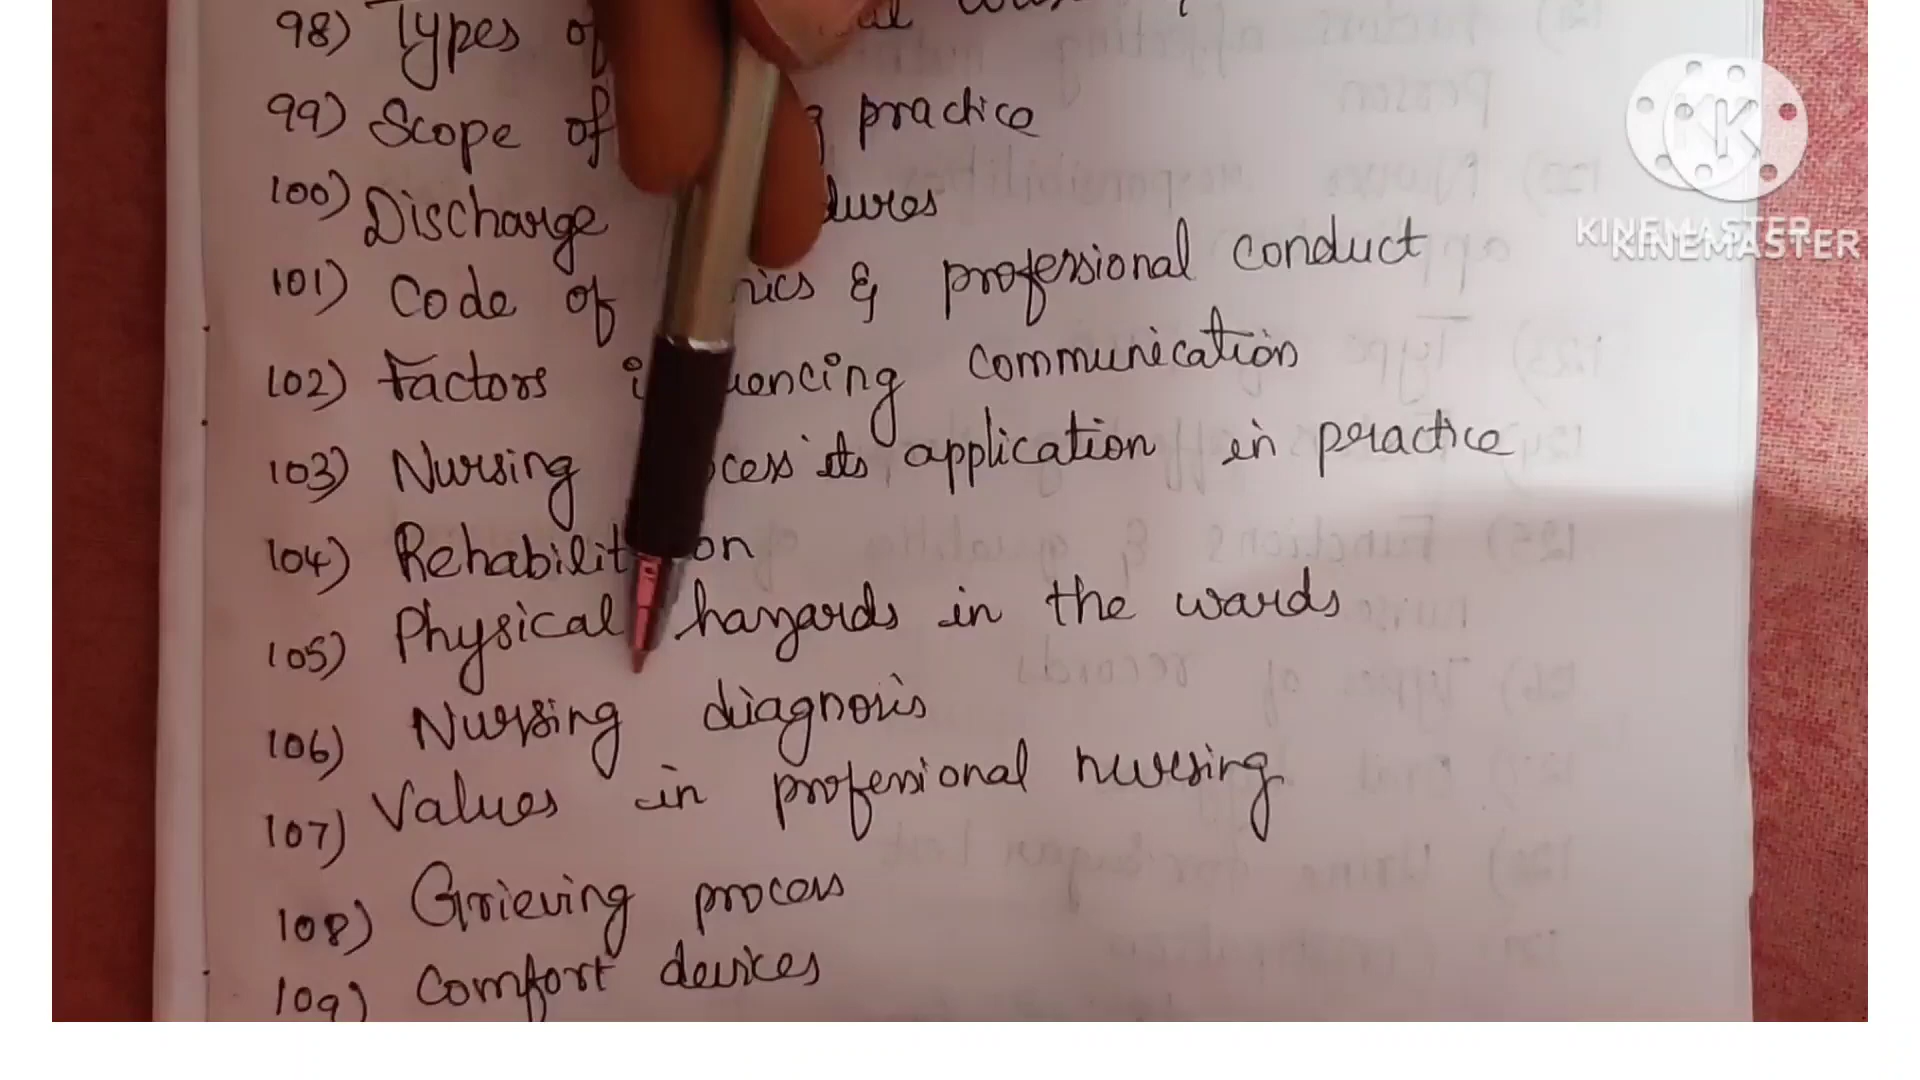 98) Types of
99) Scope of practice
100) Discharge
101) Code of & professional conduct
102) Factors communication
103) Nursing its application in practice
104)
105) Physical hazards in the wards
106) Nursing diagnosis
107) Values in professional nursing
108) Grieving process
109) Comfort devices
KINEMASTER
KINEMASTER